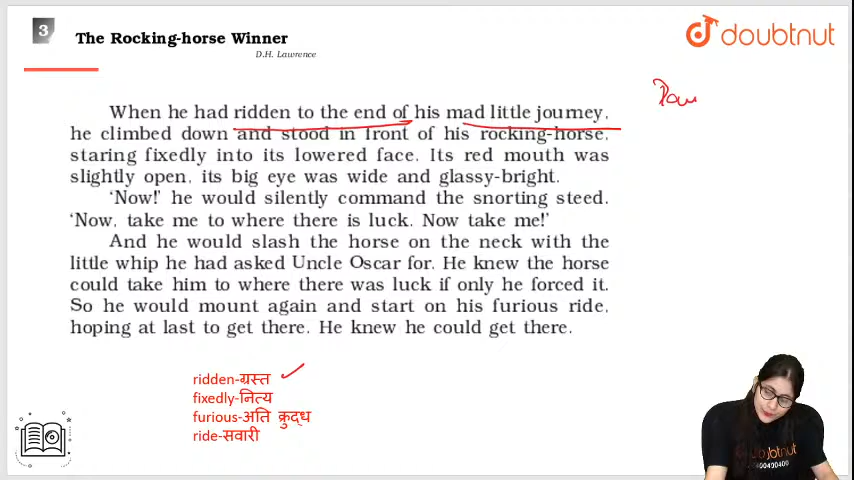 3
The Rocking-horse Winner
D.H. Lawrence
doubtnut
When he had ridden to the end of his mad little journey,
he climbed down and stood in front of his rocking-horse,
staring fixedly into its lowered face. Its red mouth was
slightly open, its big eye was wide and glassy-bright.
'Now!' he would silently command the snorting steed.
'Now, take me to where there is luck. Now take me!'
And he would slash the horse on the neck with the
little whip he had asked Uncle Oscar for. He knew the horse
could take him to where there was luck if only he forced it.
So he would mount again and start on his furious ride,
hoping at last to get there. He knew he could get there.
ridden-ग्रस्त
fixedly-नित्य
furious-अति क्रुद्ध
ride-सवारी
doubtnut